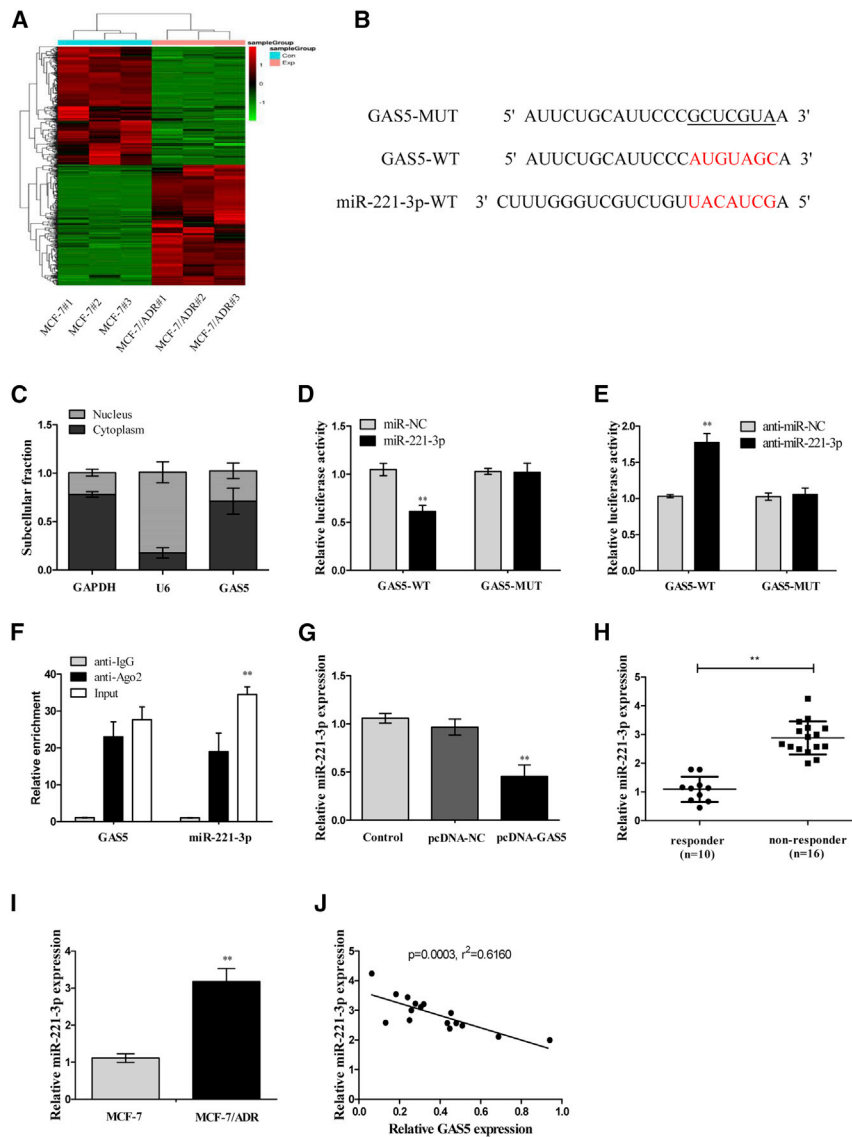 A
sampleGroup
sampleGroup
Con
Exp
1
0
-1
MCF-7#1
MCF-7#2
MCF-7#3
MCF-7/ADR#1
MCF-7/ADR#2
MCF-7/ADR#3
B
GAS5-MUT 5' AUUCUGCAUUCCCGCUCGUAA 3'
GAS5-WT 5' AUUCUGCAUUCCCAUGUAGCA 3'
miR-221-3p-WT 3' CUUUGGGUCGUCUGUUACAUCGA 5'
C
Nucleus
Cytoplasm
Subcellular fraction
1.5
1.0
0.5
0.0
GAPDH U6 GAS5
D
miR-NC
miR-221-3p
Relative luciferase activity
1.5
1.0
0.5
0.0
**
GAS5-WT GAS5-MUT
E
anti-miR-NC
anti-miR-221-3p
Relative luciferase activity
2.0
1.5
1.0
0.5
0.0
**
GAS5-WT GAS5-MUT
F
anti-IgG
anti-Ago2
Input
Relative enrichment
40
30
20
10
0
**
GAS5 miR-221-3p
G
Relative miR-221-3p expression
1.5
1.0
0.5
0.0
**
Control pcDNA-NC pcDNA-GAS5
H
Relative miR-221-3p expression
**
5
4
3
2
1
0
responder
(n=10)
non-responder
(n=16)
I
Relative miR-221-3p expression
4
3
2
1
0
**
MCF-7 MCF-7/ADR
J
Relative miR-221-3p expression
p=0.0003, r²=0.6160
5
4
3
2
1
0
0.0 0.2 0.4 0.6 0.8 1.0
Relative GAS5 expression